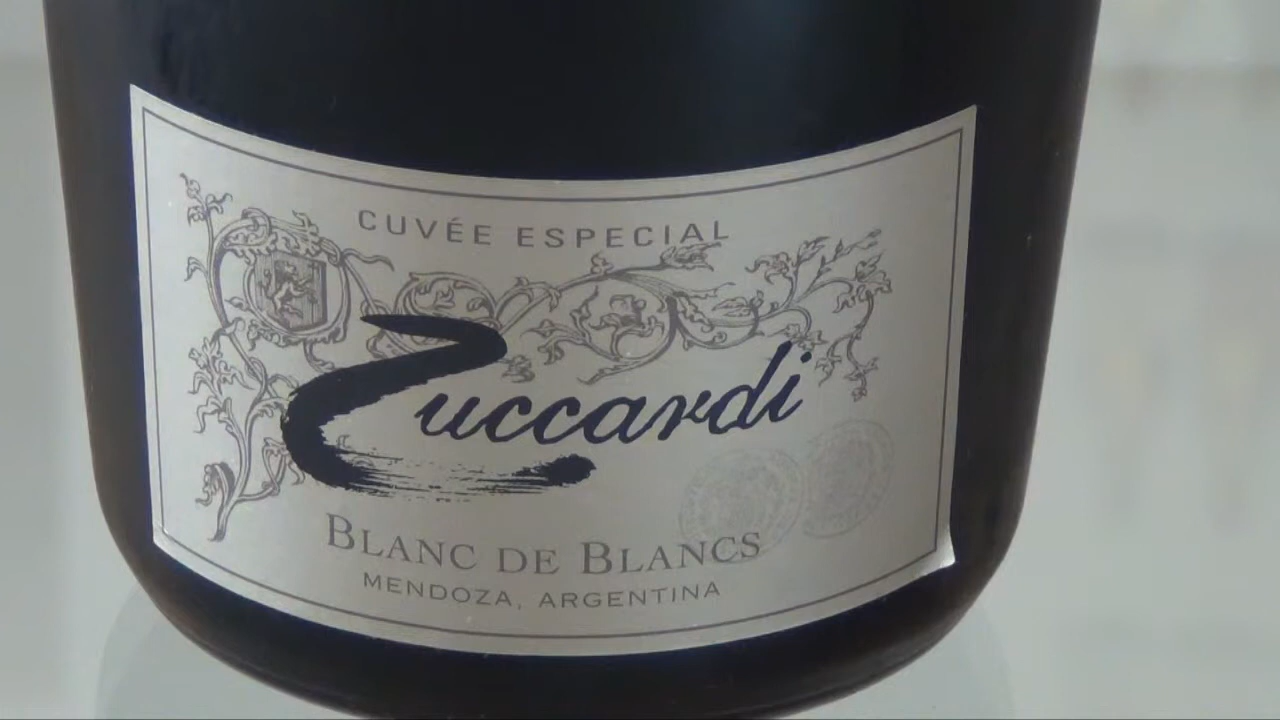 CUVÉE ESPECIAL
Zuccardi
BLANC DE BLANCS
MENDOZA, ARGENTINA